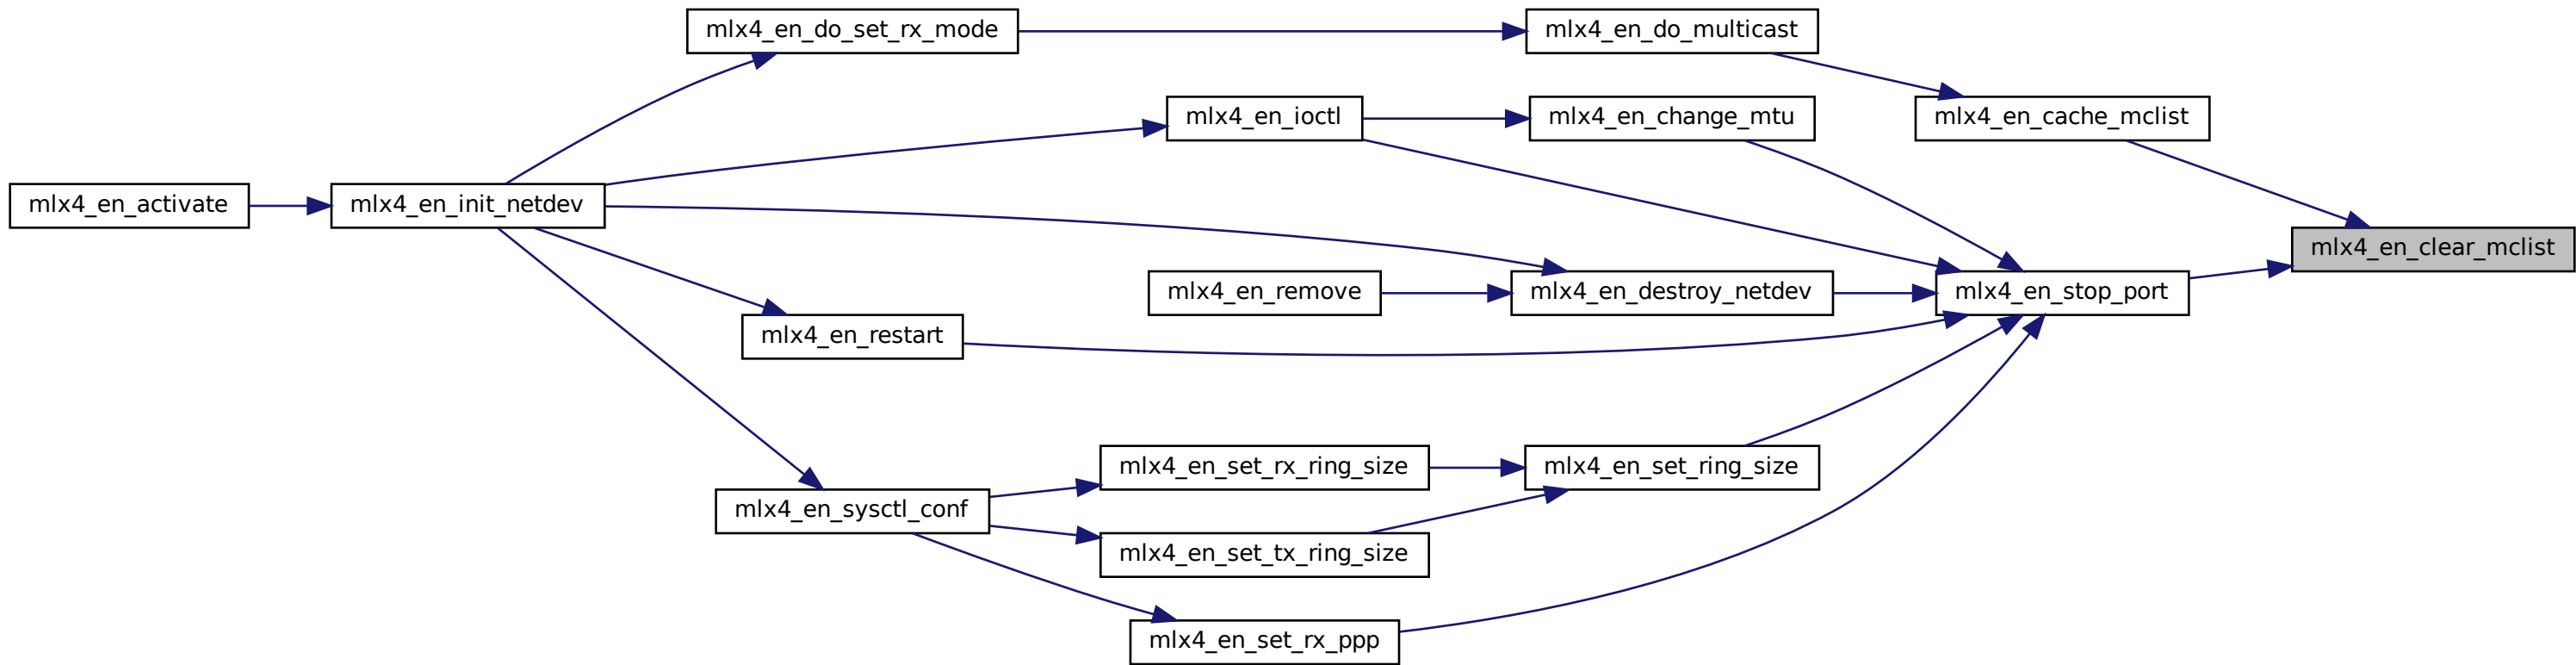 mlx4_en_do_set_rx_mode
mlx4_en_do_multicast
mlx4_en_ioctl
mlx4_en_change_mtu
mlx4_en_cache_mclist
mlx4_en_activate
mlx4_en_init_netdev
mlx4_en_clear_mclist
mlx4_en_remove
mlx4_en_destroy_netdev
mlx4_en_stop_port
mlx4_en_restart
mlx4_en_set_rx_ring_size
mlx4_en_set_ring_size
mlx4_en_sysctl_conf
mlx4_en_set_tx_ring_size
mlx4_en_set_rx_ppp